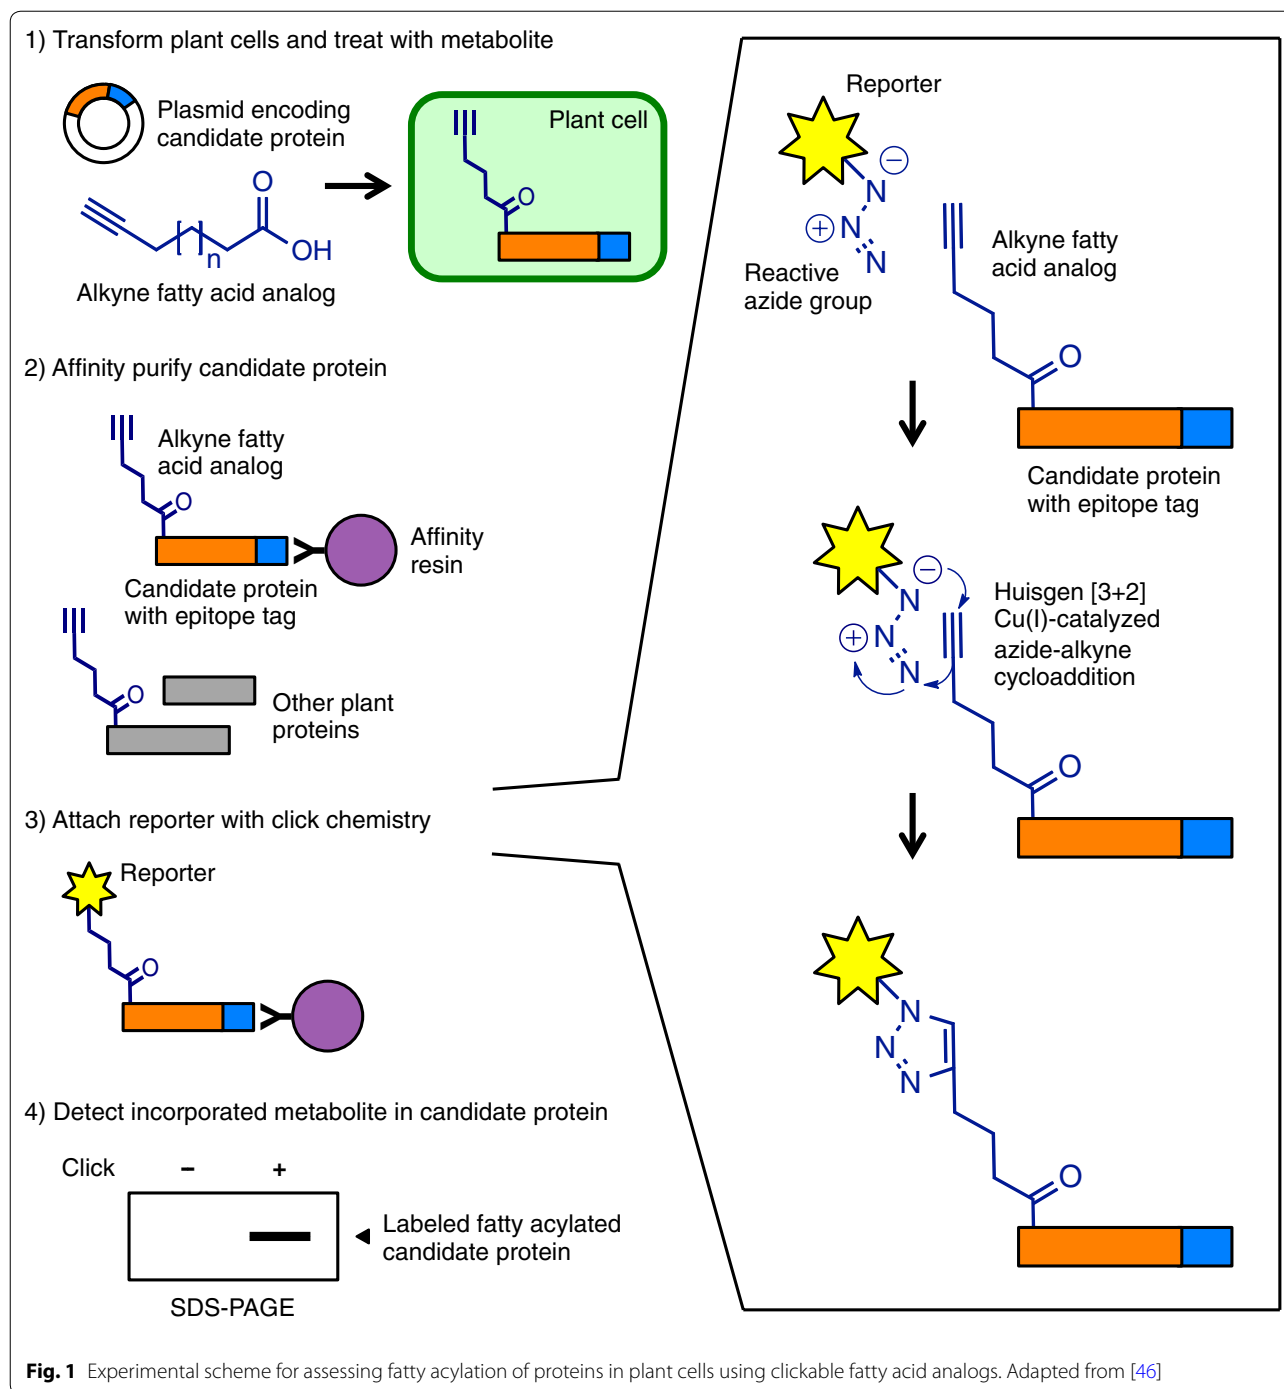 1) Transform plant cells and treat with metabolite
Plasmid encoding
candidate protein
Plant cell
O
O
OH
n
Alkyne fatty acid analog
2) Affinity purify candidate protein
Alkyne fatty
acid analog
O
Affinity
resin
Candidate protein
with epitope tag
O
Other plant
proteins
3) Attach reporter with click chemistry
Reporter
O
4) Detect incorporated metabolite in candidate protein
Click − +
Labeled fatty acylated
candidate protein
SDS-PAGE
Reporter
−
N
+ N
N
Reactive
azide group
Alkyne fatty
acid analog
O
Candidate protein
with epitope tag
−
N
+ N
N
Huisgen [3+2]
Cu(I)-catalyzed
azide-alkyne
cycloaddition
O
N
N
N
O
Fig. 1 Experimental scheme for assessing fatty acylation of proteins in plant cells using clickable fatty acid analogs. Adapted from [46]